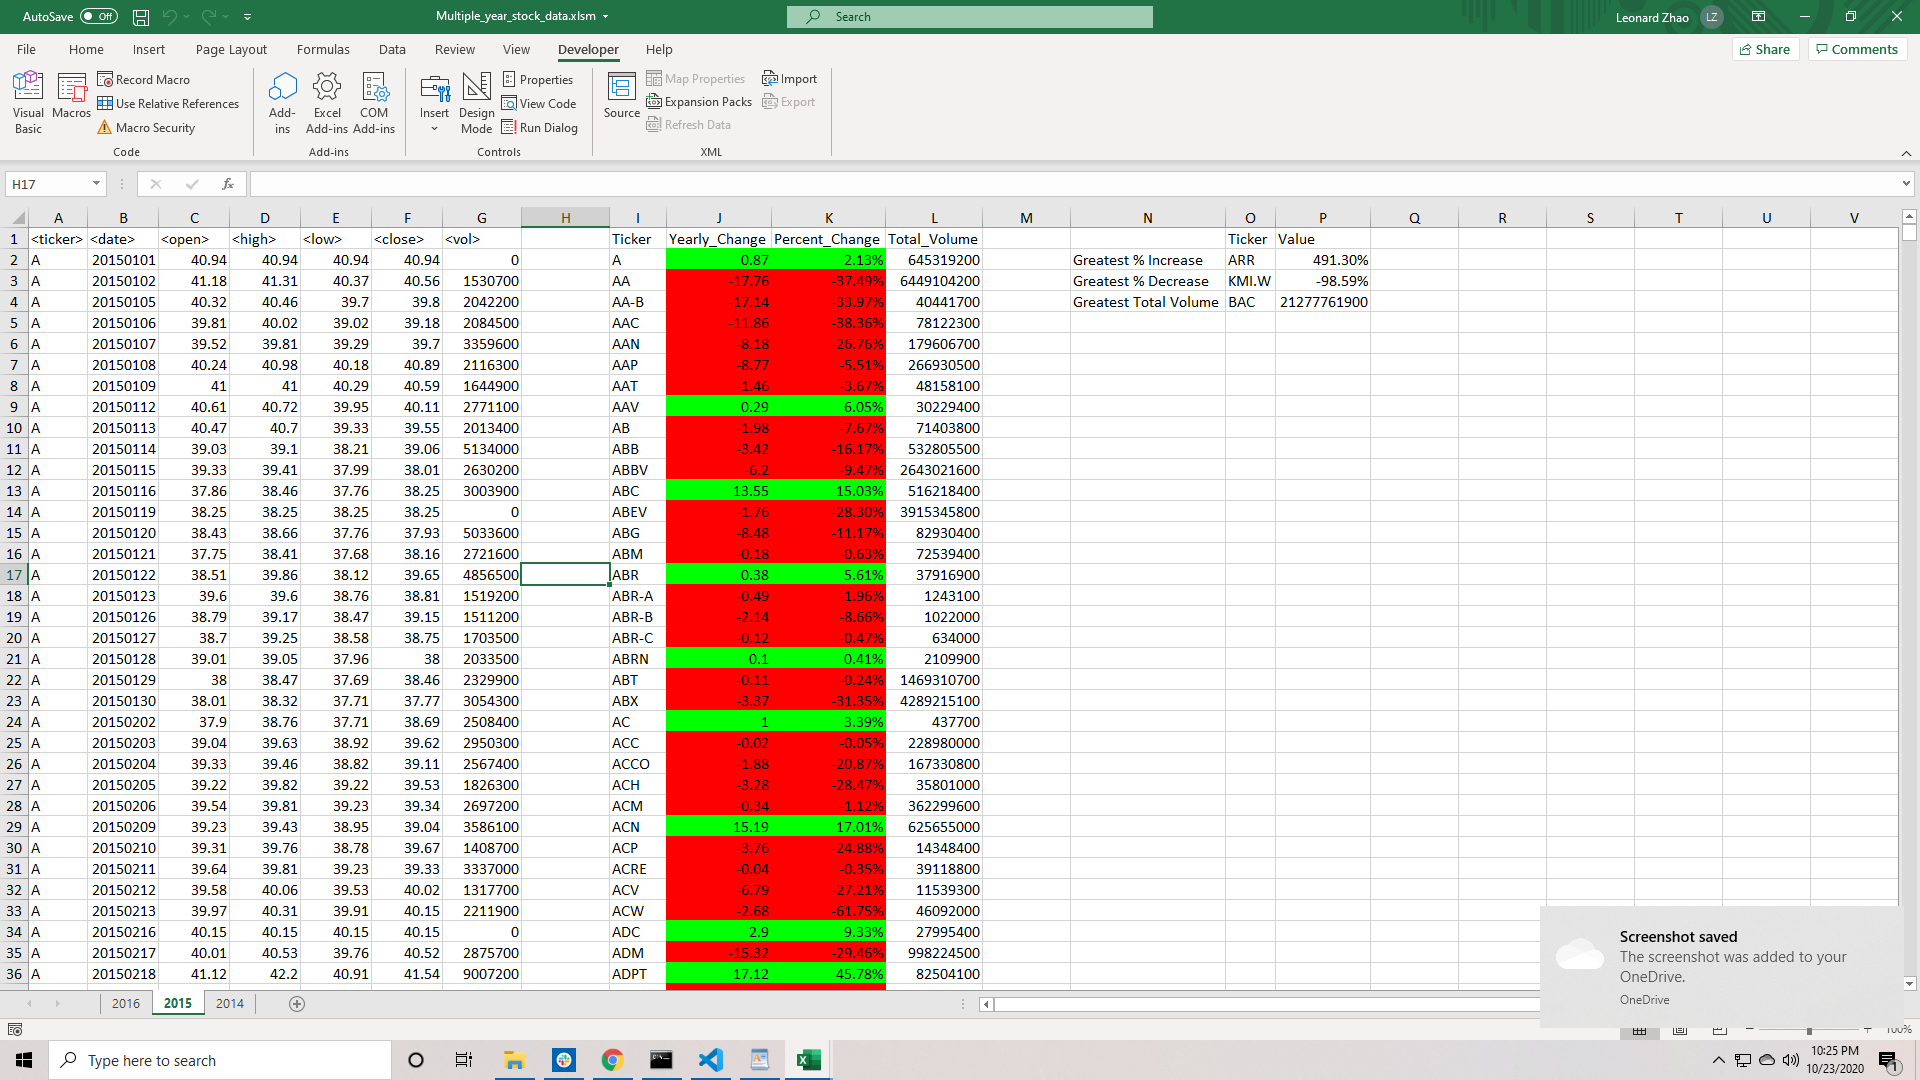 AutoSave Off Multiple_year_stock_data.xlsm Search Leonard Zhao LZ
File Home Insert Page Layout Formulas Data Review View Developer Help Share Comments
Visual Basic Macros Record Macro Use Relative References Macro Security Code
Add-ins Excel Add-ins COM Add-ins Add-ins
Insert Design Mode Properties View Code Run Dialog Controls
Source Map Properties Expansion Packs Refresh Data Import Export XML
H17 fx
A B C D E F G H I J K L M N O P Q R S T U V
1 <ticker> <date> <open> <high> <low> <close> <vol> Ticker Yearly_Change Percent_Change Total_Volume Ticker Value
2 A 20150101 40.94 40.94 40.94 40.94 0 A 0.87 2.13% 645319200 Greatest % Increase ARR 491.30%
3 A 20150102 41.18 41.31 40.37 40.56 1530700 AA -17.76 -37.49% 6449104200 Greatest % Decrease KMI.W -98.59%
4 A 20150105 40.32 40.46 39.7 39.8 2042200 AA-B -17.14 -33.97% 40441700 Greatest Total Volume BAC 21277761900
5 A 20150106 39.81 40.02 39.02 39.18 2084500 AAC -11.86 -38.36% 78122300
6 A 20150107 39.52 39.81 39.29 39.7 3359600 AAN -8.18 -26.76% 179606700
7 A 20150108 40.24 40.98 40.18 40.89 2116300 AAP -8.77 -5.51% 266930500
8 A 20150109 41 41 40.29 40.59 1644900 AAT -1.46 -3.67% 48158100
9 A 20150112 40.61 40.72 39.95 40.11 2771100 AAV 0.29 6.05% 30229400
10 A 20150113 40.47 40.7 39.33 39.55 2013400 AB -1.98 -7.67% 71403800
11 A 20150114 39.03 39.1 38.21 39.06 5134000 ABB -3.42 -16.17% 532805500
12 A 20150115 39.33 39.41 37.99 38.01 2630200 ABBV -6.2 -9.47% 2643021600
13 A 20150116 37.86 38.46 37.76 38.25 3003900 ABC 13.55 15.03% 516218400
14 A 20150119 38.25 38.25 38.25 38.25 0 ABEV -1.76 -28.30% 3915345800
15 A 20150120 38.43 38.66 37.76 37.93 5033600 ABG -8.48 -11.17% 82930400
16 A 20150121 37.75 38.41 37.68 38.16 2721600 ABM -0.18 -0.63% 72539400
17 A 20150122 38.51 39.86 38.12 39.65 4856500 ABR 0.38 5.61% 37916900
18 A 20150123 39.6 39.6 38.76 38.81 1519200 ABR-A -0.49 -1.96% 1243100
19 A 20150126 38.79 39.17 38.47 39.15 1511200 ABR-B -2.14 -8.66% 1022000
20 A 20150127 38.7 39.25 38.58 38.75 1703500 ABR-C -0.12 -0.47% 634000
21 A 20150128 39.01 39.05 37.96 38 2033500 ABRN 0.1 0.41% 2109900
22 A 20150129 38 38.47 37.69 38.46 2329900 ABT -0.11 -0.24% 1469310700
23 A 20150130 38.01 38.32 37.71 37.77 3054300 ABX -3.37 -31.35% 4289215100
24 A 20150202 37.9 38.76 37.71 38.69 2508400 AC 1 3.39% 437700
25 A 20150203 39.04 39.63 38.92 39.62 2950300 ACC -0.02 -0.05% 228980000
26 A 20150204 39.33 39.46 38.82 39.11 2567400 ACCO -1.88 -20.87% 167330800
27 A 20150205 39.22 39.82 39.22 39.53 1826300 ACH -3.28 -28.47% 35801000
28 A 20150206 39.54 39.81 39.23 39.34 2697200 ACM -0.34 -1.12% 362299600
29 A 20150209 39.23 39.43 38.95 39.04 3586100 ACN 15.19 17.01% 625655000
30 A 20150210 39.31 39.76 38.78 39.67 1408700 ACP -3.76 -24.88% 14348400
31 A 20150211 39.64 39.81 39.23 39.33 3337000 ACRE -0.04 -0.35% 39118800
32 A 20150212 39.58 40.06 39.53 40.02 1317700 ACV -6.79 -27.21% 11539300
33 A 20150213 39.97 40.31 39.91 40.15 2211900 ACW -2.68 -61.75% 46092000
34 A 20150216 40.15 40.15 40.15 40.15 0 ADC 2.9 9.33% 27995400
35 A 20150217 40.01 40.53 39.76 40.52 2875700 ADM -15.32 -29.46% 998224500
36 A 20150218 41.12 42.2 40.91 41.54 9007200 ADPT 17.12 45.78% 82504100
Screenshot saved
The screenshot was added to your
OneDrive.
OneDrive
2016 2015 2014
100%
Type here to search
10:25 PM
10/23/2020
1